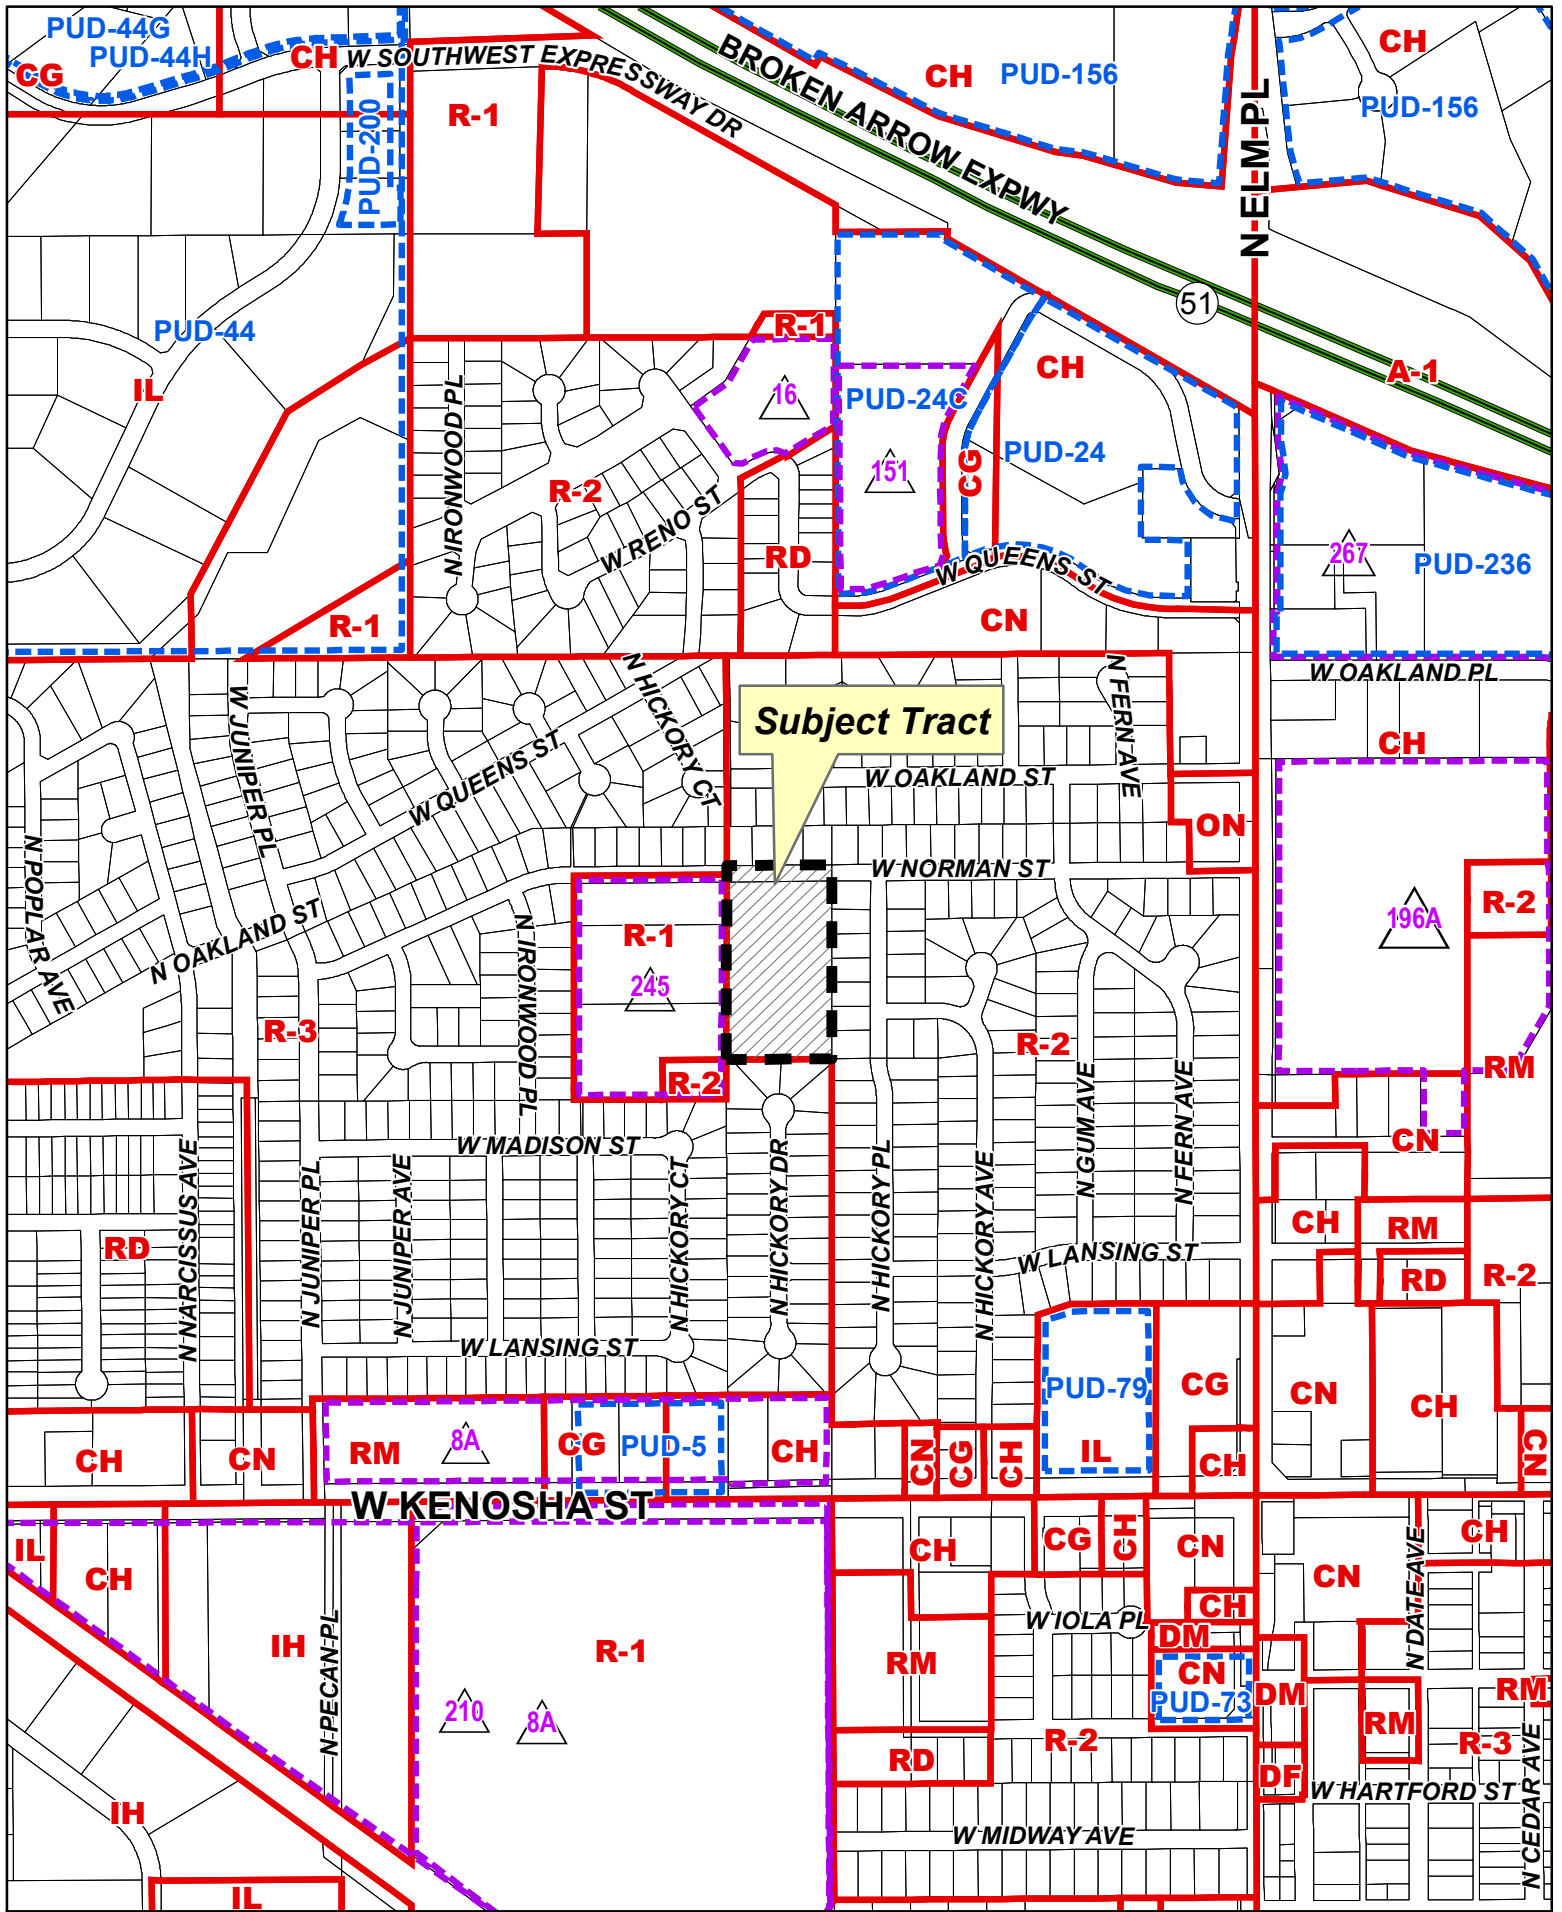 PUD-44G
PUD-44H
CG
CH
W SOUTHWEST EXPRESSWAY DR
BROKEN ARROW EXPWY
CH
PUD-156
N ELM PL
CH
PUD-156
R-1
PUD-200
51
PUD-44
IL
R-1
A-1
16
PUD-24C
CH
N IRONWOOD PL
R-2
W RENO ST
151
CG
PUD-24
RD
W QUEENS ST
267
PUD-236
R-1
CN
N HICKORY CT
N FERN AVE
W OAKLAND PL
W JUNIPER PL
W QUEENS ST
Subject Tract
W OAKLAND ST
CH
ON
N POPLAR AVE
W NORMAN ST
N OAKLAND ST
N IRONWOOD PL
R-1
245
R-2
196A
R-2
R-3
R-2
RM
N GUM AVE
N FERN AVE
W MADISON ST
CN
N NARCISSUS AVE
N JUNIPER PL
N JUNIPER AVE
N HICKORY CT
N HICKORY DR
N HICKORY PL
N HICKORY AVE
W LANSING ST
CH
RM
RD
RD
R-2
W LANSING ST
PUD-79
CG
CN
CH
CH
CN
RM
8A
CG
PUD-5
CH
CN
CG
CH
IL
CH
CN
W KENOSHA ST
IL
CH
IH
N PECAN PL
R-1
210
8A
CH
CG
CH
CN
CH
CN
N DATE AVE
CH
W IOLA PL
DM
CN
PUD-73
DM
RM
RM
RM
R-2
RD
R-3
DF
W HARTFORD ST
N CEDAR AVE
IH
W MIDWAY AVE
IL